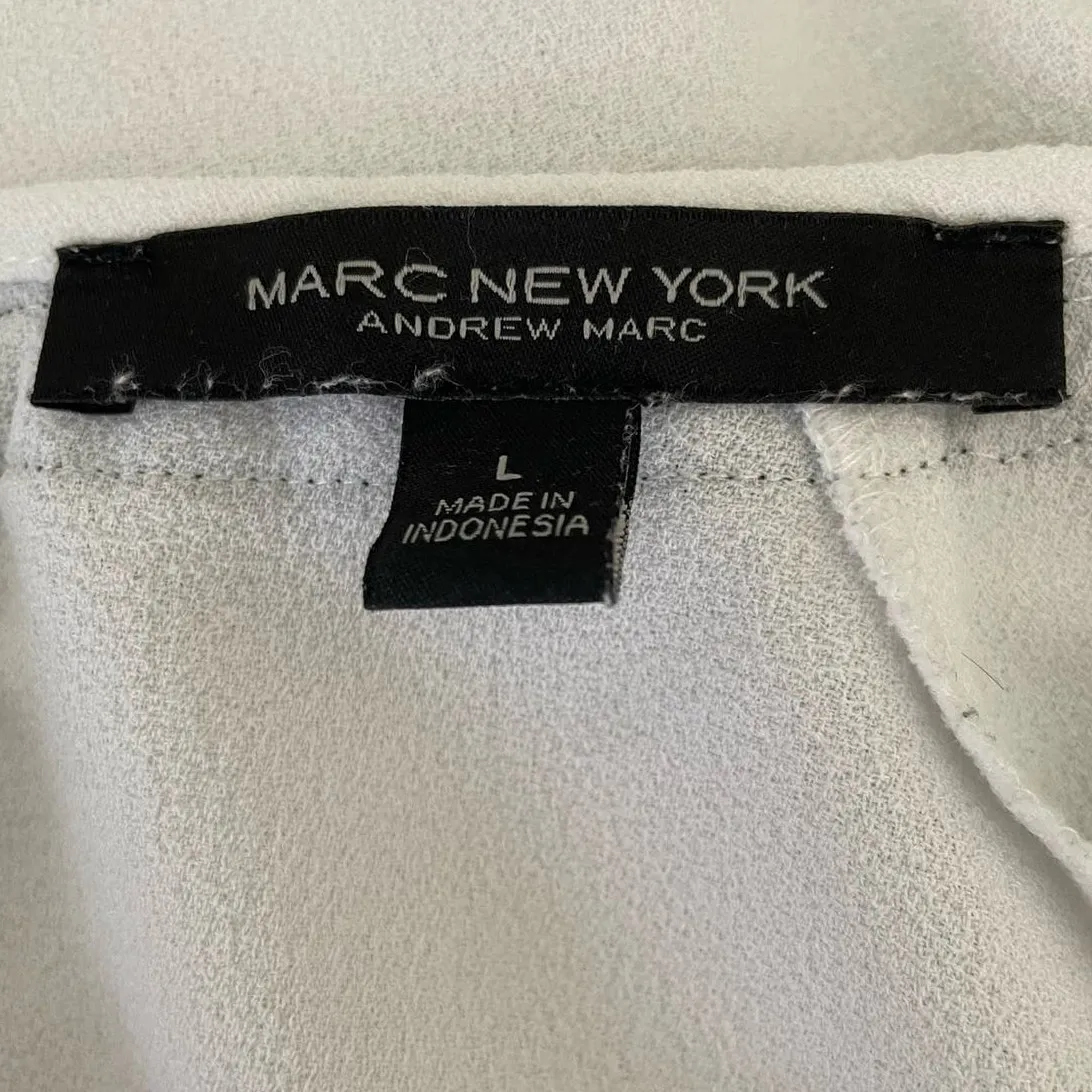 MARC NEW YORK
ANDREW MARC
L
MADE IN
INDONESIA